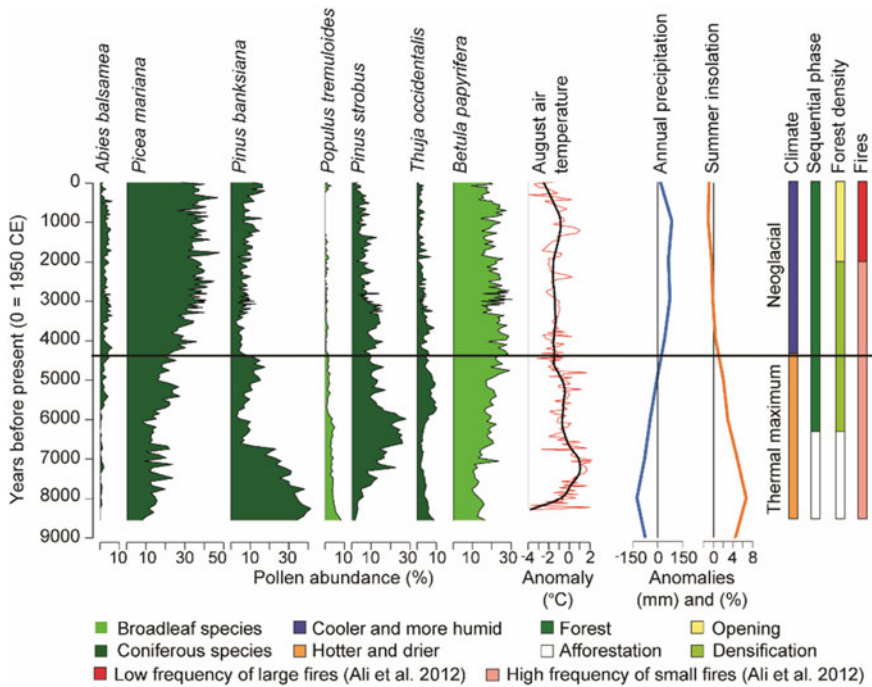 Abies balsamea
Picea mariana
Pinus banksiana
Populus tremuloides
Pinus strobus
Thuja occidentalis
Betula papyrifera
August air
temperature
Annual precipitation
Summer insolation
Climate
Sequential phase
Forest density
Fires
Years before present (0 = 1950 CE)
0
1000
2000
3000
4000
5000
6000
7000
8000
9000
Neoglacial
Thermal maximum
10 10 30 50 10 30 10 10 30 10 10 30 -4 -2 0 2 -150 0 150 0 4 8
Pollen abundance (%)
Anomaly
(°C)
Anomalies
(mm) and (%)
Broadleaf species
Cooler and more humid
Forest
Opening
Coniferous species
Hotter and drier
Afforestation
Densification
Low frequency of large fires (Ali et al. 2012)
High frequency of small fires (Ali et al. 2012)